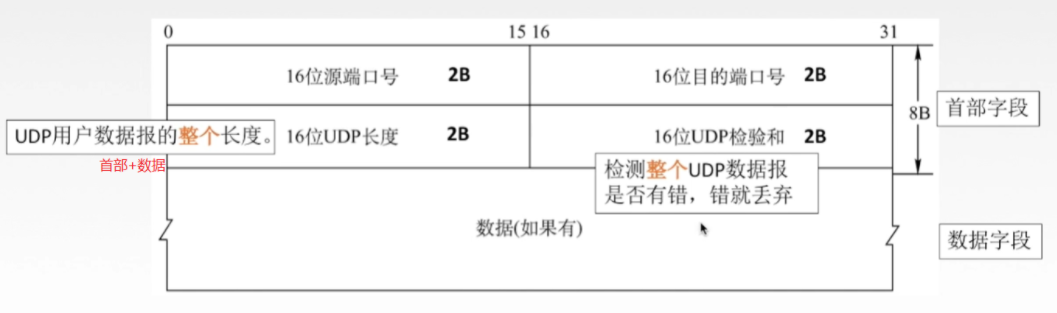 0 15 16 31
16位源端口号 2B 16位目的端口号 2B
首部字段
8B
UDP用户数据报的整个长度。
首部+数据
16位UDP长度 2B 16位UDP检验和 2B
检测整个UDP数据报
是否有错，错就丢弃
数据(如果有)
数据字段